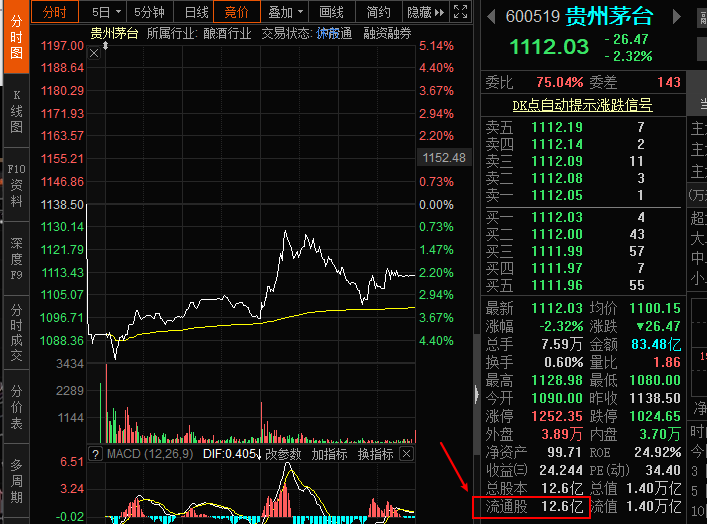 分时图
K线图
F10资料
深度F9
分时成交
分价表
多周期
分时 5日 5分钟 日线 竞价 叠加 画线 简约 隐藏
贵州茅台 所属行业: 酿酒行业 交易状态: 沪股通 融资融券
1197.00 5.14%
1188.64 4.40%
1180.29 3.67%
1171.93 2.94%
1163.57 2.20%
1155.21 1152.48
1146.86 0.73%
1138.50 0.00%
1130.14 0.73%
1121.79 1.47%
1113.43 2.20%
1105.07 2.94%
1096.71 3.67%
1088.36 4.40%
3434
2289
1144
? MACD (12,26,9) DIF:0.405↓ 改参数 加指标 换指标
6.51
3.24
-0.02
600519 贵州茅台
1112.03 -26.47
-2.32%
委比 75.04% 委差 143
DK点自动提示涨跌信号
卖五 1112.19 7
卖四 1112.14 2
卖三 1112.09 11
卖二 1112.08 3
卖一 1112.05 1
买一 1112.03 4
买二 1112.00 43
买三 1111.99 57
买四 1111.97 7
买五 1111.96 55
最新 1112.03 均价 1100.15
涨幅 -2.32% 涨跌 ▼26.47
总手 7.59万 金额 83.48亿
换手 0.60% 量比 1.86
最高 1128.98 最低 1080.00
今开 1090.00 昨收 1138.50
涨停 1252.35 跌停 1024.65
外盘 3.89万 内盘 3.70万
净资产 99.71 ROE 24.92%
收益㈢ 24.244 PE(动) 34.40
总股本 12.6亿 总值 1.40万亿
流通股 12.6亿 流值 1.40万亿